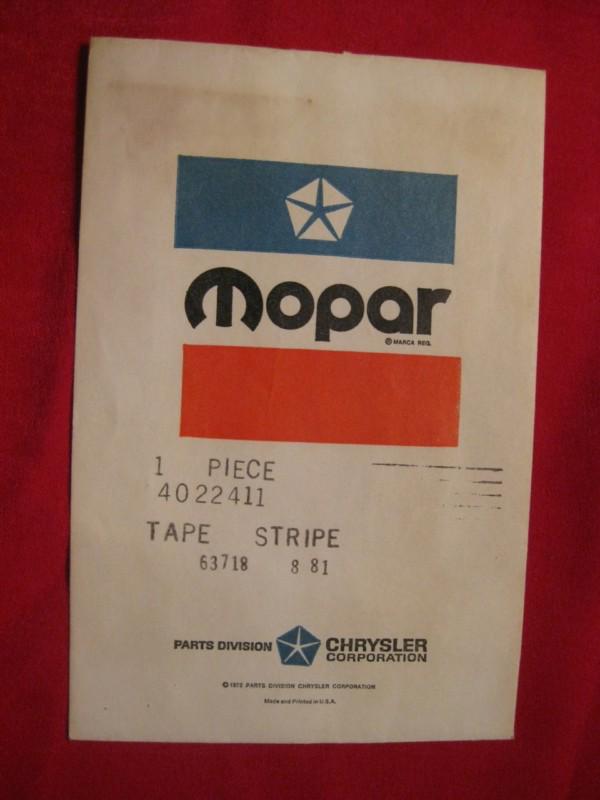 Mopar
® MARCA REG.
1 PIECE
4022411
TAPE STRIPE
63718 8 81
PARTS DIVISION CHRYSLER CORPORATION
© 1972 PARTS DIVISION CHRYSLER CORPORATION
Made and Printed in U.S.A.